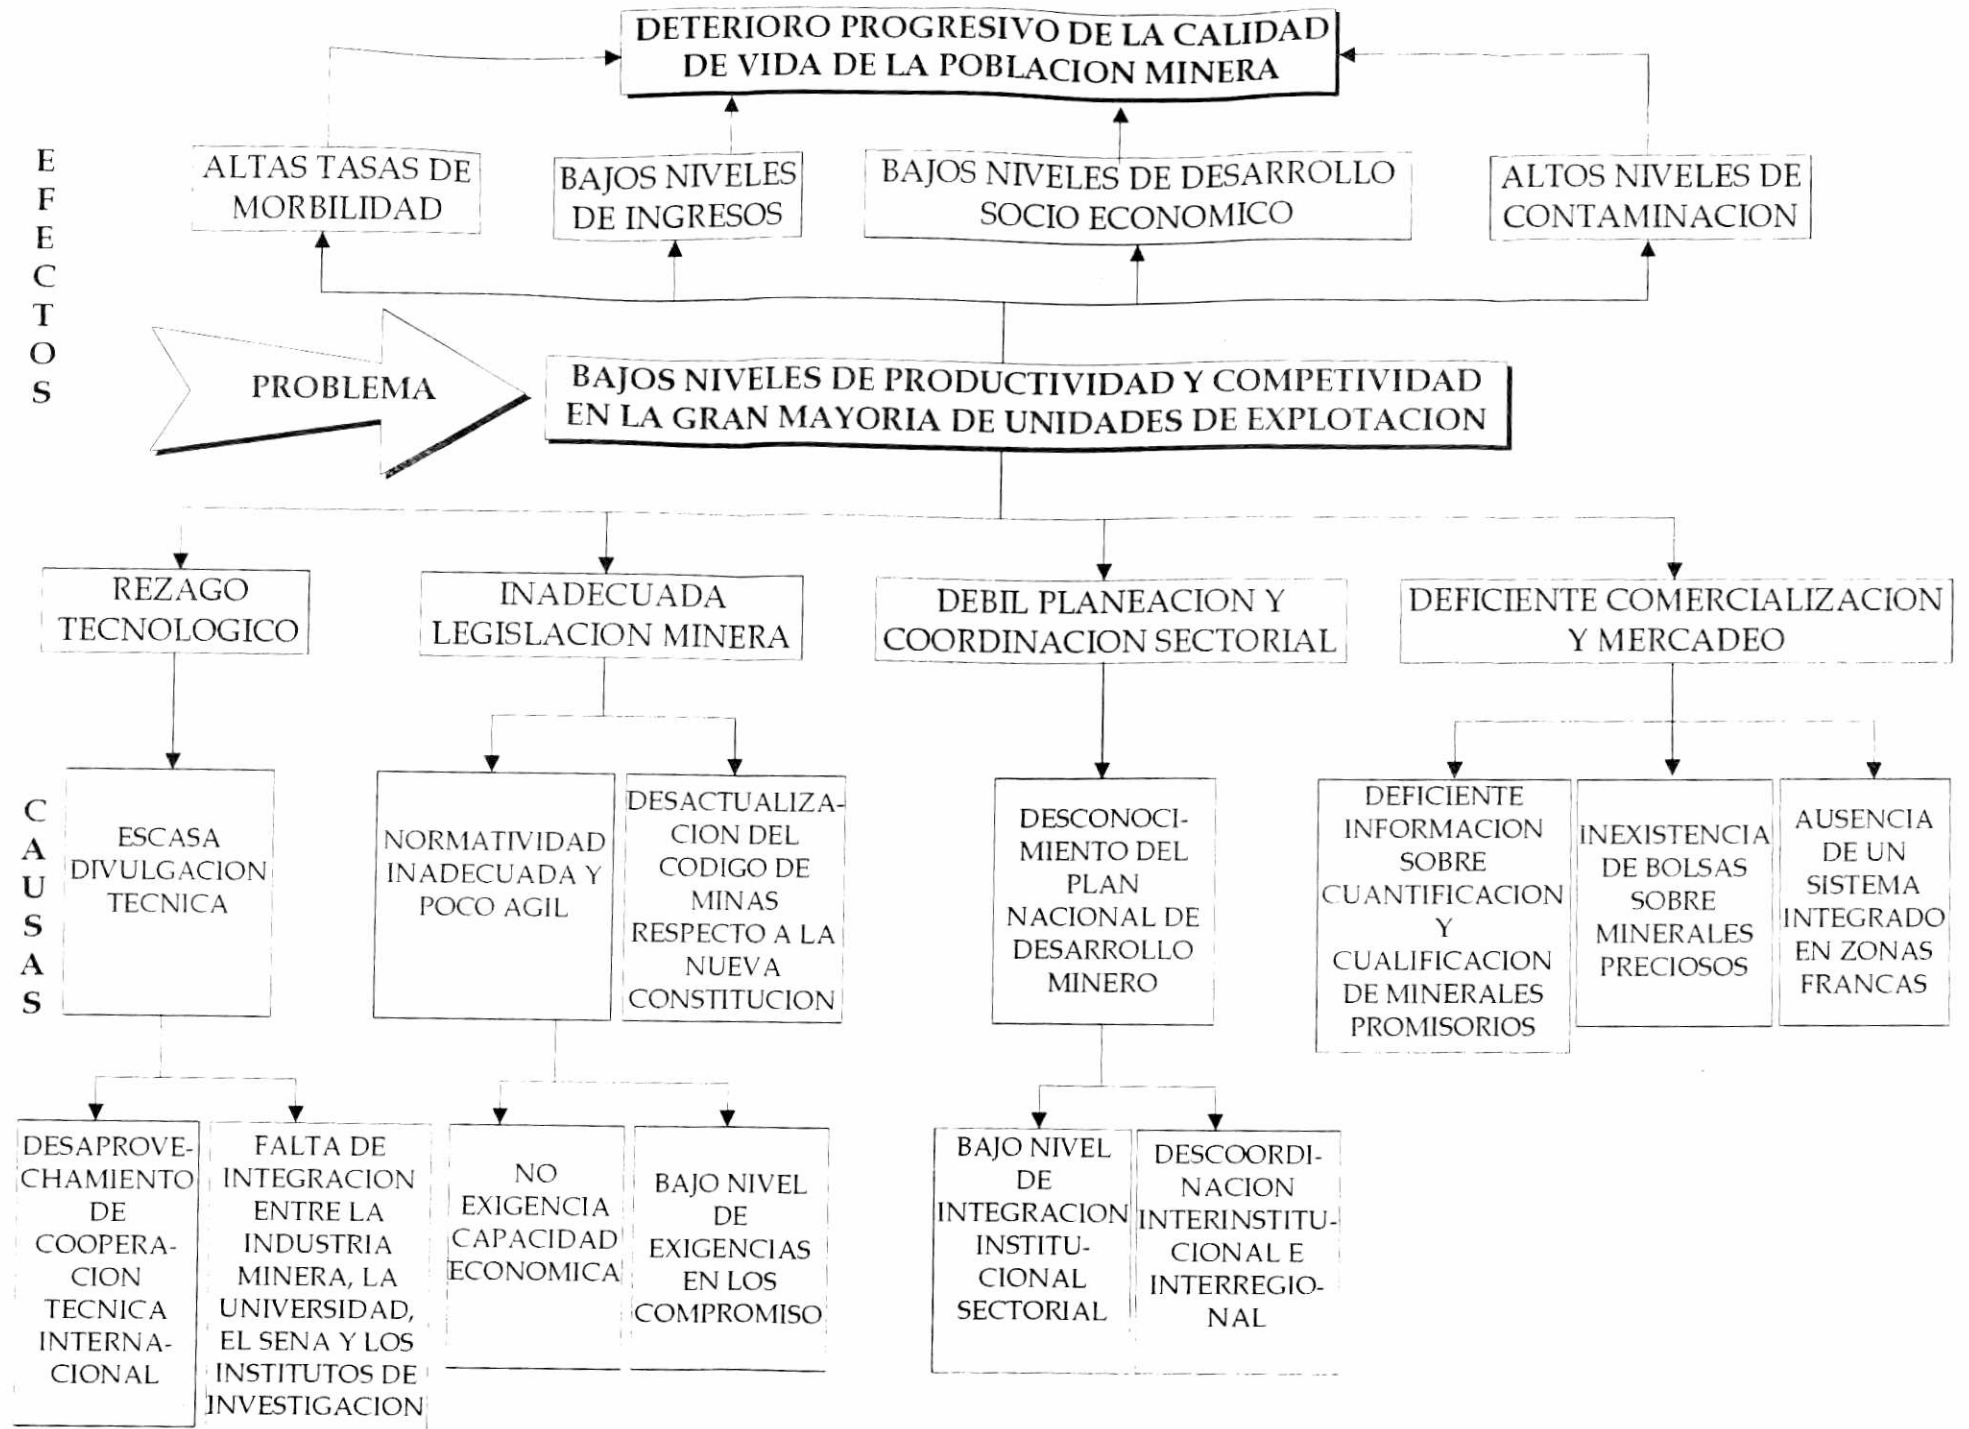 DETERIORO PROGRESIVO DE LA CALIDAD
DE VIDA DE LA POBLACION MINERA
EFECTOS
ALTAS TASAS DE
MORBILIDAD
BAJOS NIVELES
DE INGRESOS
BAJOS NIVELES DE DESARROLLO
SOCIO ECONOMICO
ALTOS NIVELES DE
CONTAMINACION
PROBLEMA
BAJOS NIVELES DE PRODUCTIVIDAD Y COMPETIVIDAD
EN LA GRAN MAYORIA DE UNIDADES DE EXPLOTACION
REZAGO
TECNOLOGICO
INADECUADA
LEGISLACION MINERA
DEBIL PLANEACION Y
COORDINACION SECTORIAL
DEFICIENTE COMERCIALIZACION
Y MERCADEO
CAUSAS
ESCASA
DIVULGACION
TECNICA
NORMATIVIDAD
INADECUADA Y
POCO AGIL
DESACTUALIZA-
CION DEL
CODIGO DE
MINAS
RESPECTO A LA
NUEVA
CONSTITUCION
DESCONOCI-
MIENTO DEL
PLAN
NACIONAL DE
DESARROLLO
MINERO
DEFICIENTE
INFORMACION
SOBRE
CUANTIFICACION
Y
CUALIFICACION
DE MINERALES
PROMISORIOS
INEXISTENCIA
DE BOLSAS
SOBRE
MINERALES
PRECIOSOS
AUSENCIA
DE UN
SISTEMA
INTEGRADO
EN ZONAS
FRANCAS
DESAPROVE-
CHAMIENTO
DE
COOPERA-
CION
TECNICA
INTERNA-
CIONAL
FALTA DE
INTEGRACION
ENTRE LA
INDUSTRIA
MINERA, LA
UNIVERSIDAD,
EL SENA Y LOS
INSTITUTOS DE
INVESTIGACION
NO
EXIGENCIA
CAPACIDAD
ECONOMICA
BAJO NIVEL
DE
EXIGENCIAS
EN LOS
COMPROMISO
BAJO NIVEL
DE
INTEGRACION
INSTITU-
CIONAL
SECTORIAL
DESCOORDI-
NACION
INTERINSTITU-
CIONAL E
INTERREGIO-
NAL